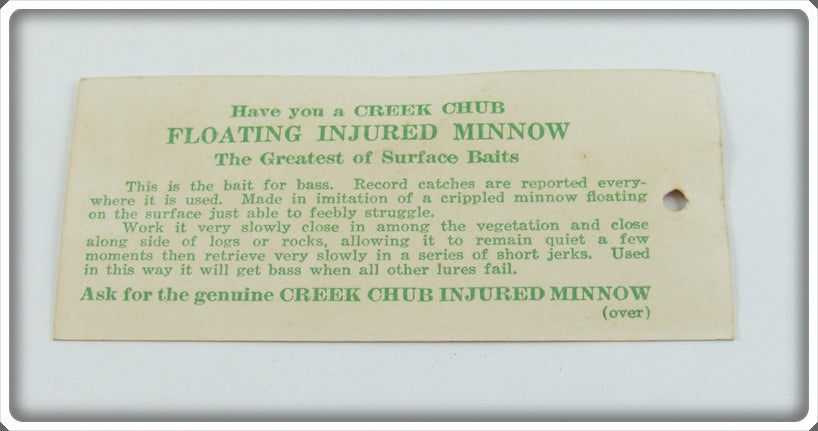 Have you a CREEK CHUB
FLOATING INJURED MINNOW
The Greatest of Surface Baits
This is the bait for bass. Record catches are reported every-
where it is used. Made in imitation of a crippled minnow floating
on the surface just able to feebly struggle.
Work it very slowly close in among the vegetation and close
along side of logs or rocks, allowing it to remain quiet a few
moments then retrieve very slowly in a series of short jerks. Used
in this way it will get bass when all other lures fail.
Ask for the genuine CREEK CHUB INJURED MINNOW
(over)